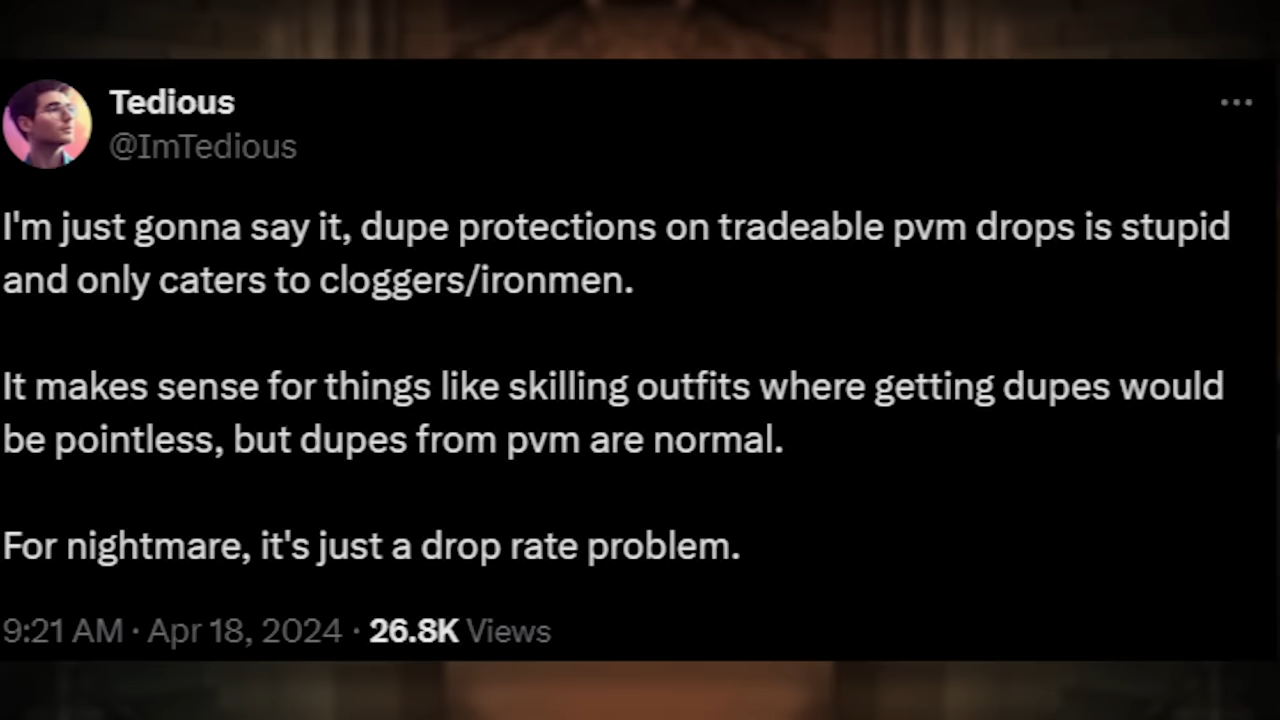 Tedious
@ImTedious
I'm just gonna say it, dupe protections on tradeable pvm drops is stupid
and only caters to cloggers/ironmen.
It makes sense for things like skilling outfits where getting dupes would
be pointless, but dupes from pvm are normal.
For nightmare, it's just a drop rate problem.
9:21 AM · Apr 18, 2024 · 26.8K Views